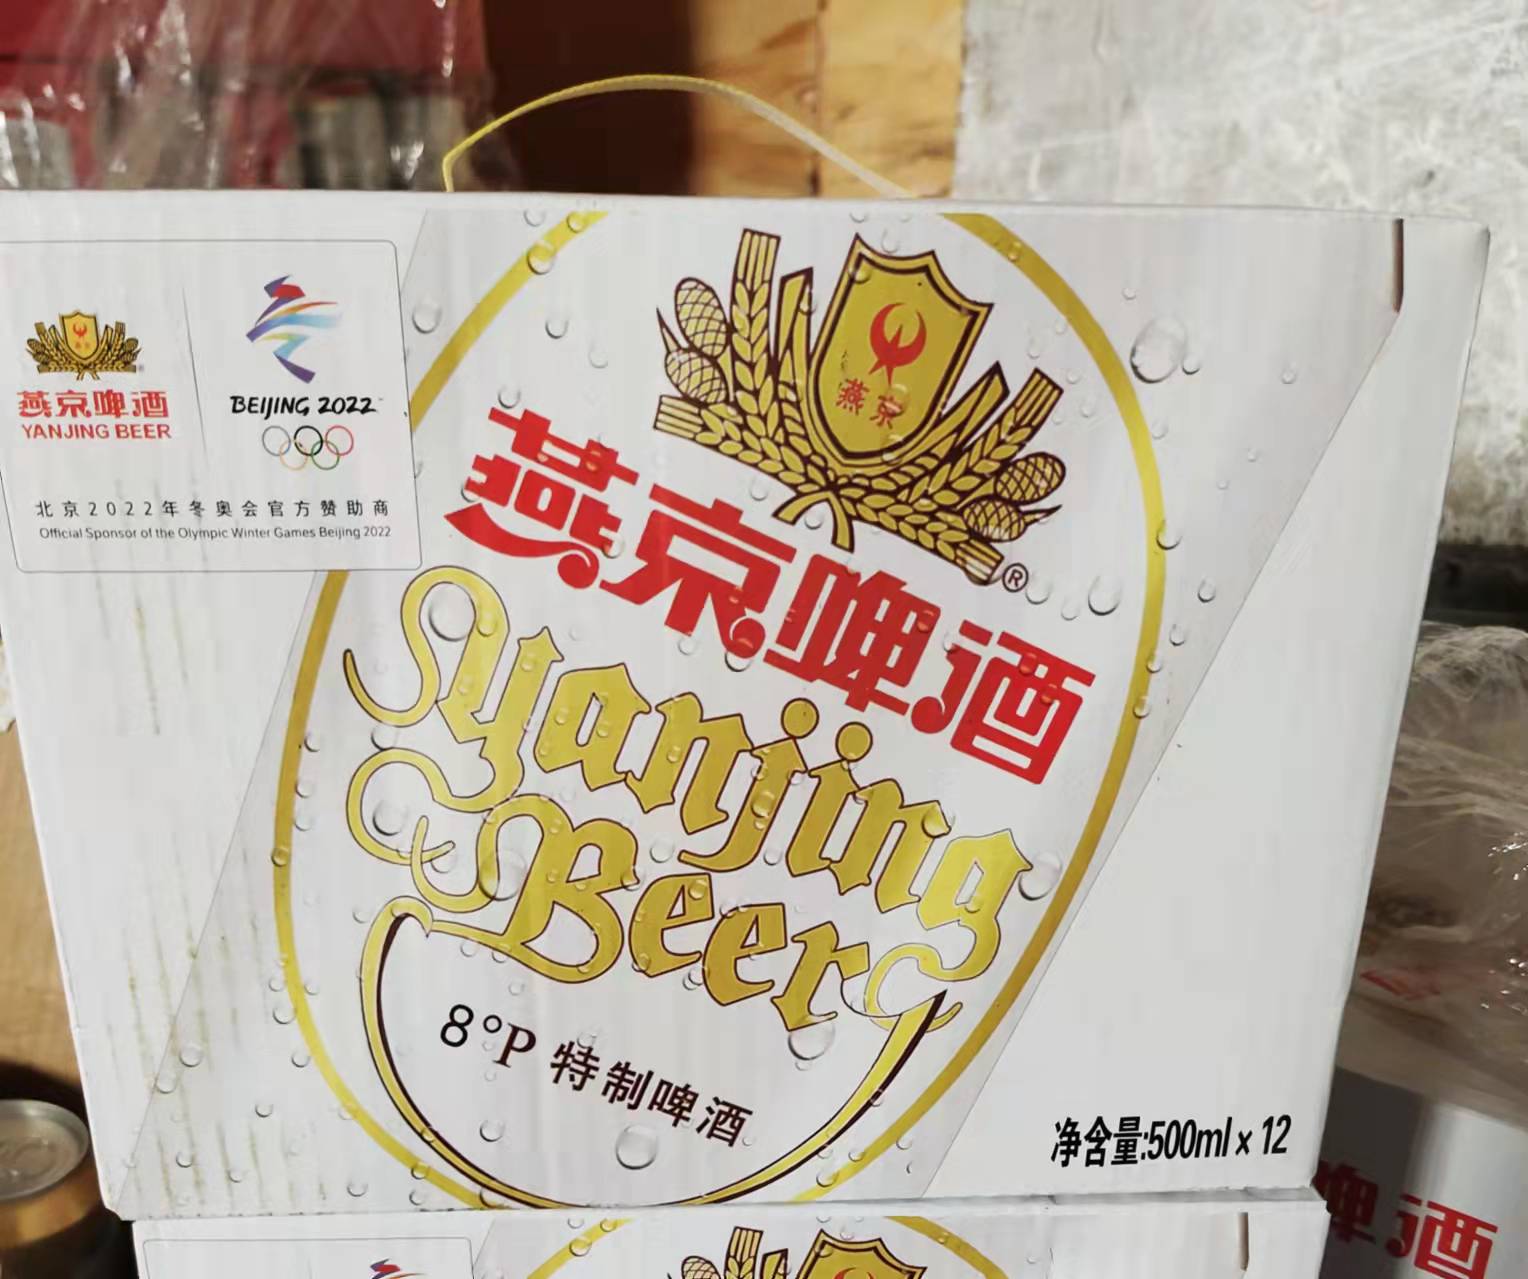 燕京啤酒
YANJING BEER
BEIJING 2022
北京2022年冬奥会官方赞助商
Official Sponsor of the Olympic Winter Games Beijing 2022
燕京
®
燕京啤酒
Yanjing
Beer
8°P 特制啤酒
净含量:500ml×12
啤酒